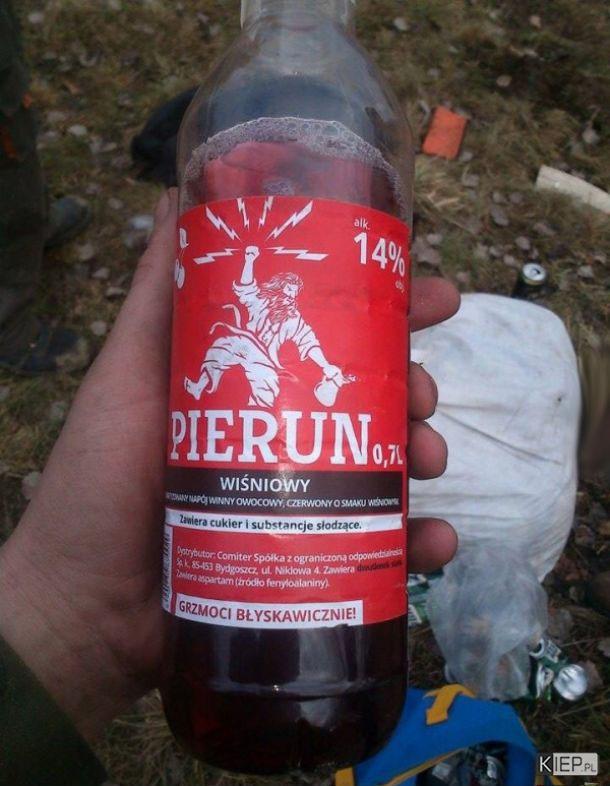 alk.
14%
obj.
PIERUN 0,7L
WIŚNIOWY
NAPÓJ WINNY OWOCOWY, CZERWONY O SMAKU WIŚNIOWYM.
Zawiera cukier i substancje słodzące.
Dystrybutor: Comiter Spółka z ograniczoną odpowiedzialnością
Sp. k., 85-453 Bydgoszcz, ul. Niklowa 4. Zawiera dwutlenek siarki.
Zawiera aspartam (źródło fenyloalaniny).
GRZMOCI BŁYSKAWICZNIE!
KIEP.PL